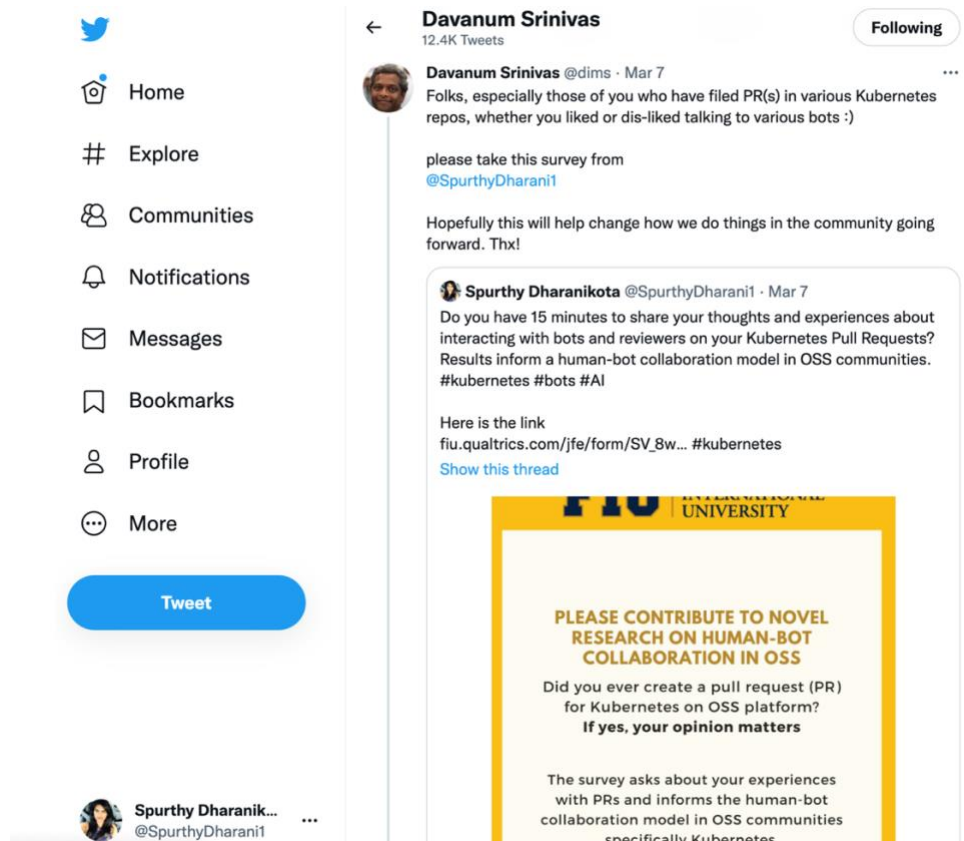 Home
Explore
Communities
Notifications
Messages
Bookmarks
Profile
More
Tweet
Spurthy Dharanik...
@SpurthyDharani1
Davanum Srinivas
12.4K Tweets
Following
Davanum Srinivas @dims · Mar 7
Folks, especially those of you who have filed PR(s) in various Kubernetes
repos, whether you liked or dis-liked talking to various bots :)
please take this survey from
@SpurthyDharani1
Hopefully this will help change how we do things in the community going
forward. Thx!
Spurthy Dharanikota @SpurthyDharani1 · Mar 7
Do you have 15 minutes to share your thoughts and experiences about
interacting with bots and reviewers on your Kubernetes Pull Requests?
Results inform a human-bot collaboration model in OSS communities.
#kubernetes #bots #AI
Here is the link
fiu.qualtrics.com/jfe/form/SV_8w... #kubernetes
Show this thread
FIU
INTERNATIONAL
UNIVERSITY
PLEASE CONTRIBUTE TO NOVEL
RESEARCH ON HUMAN-BOT
COLLABORATION IN OSS
Did you ever create a pull request (PR)
for Kubernetes on OSS platform?
If yes, your opinion matters
The survey asks about your experiences
with PRs and informs the human-bot
collaboration model in OSS communities
specifically Kubernetes